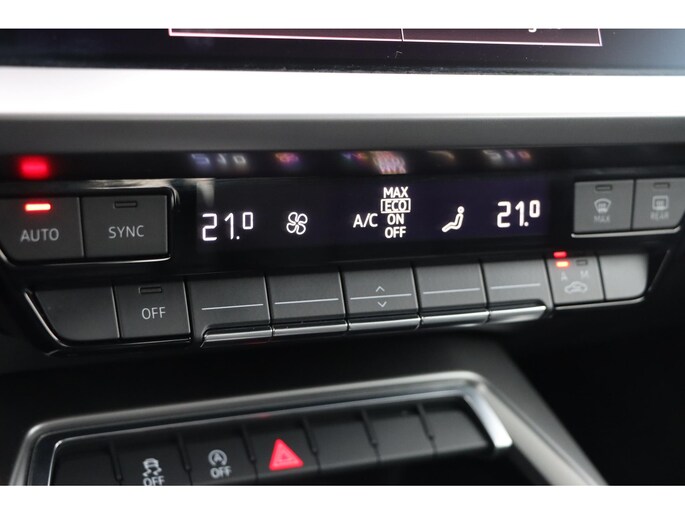 AUTO
SYNC
21.0
A/C
MAX
ECO
ON
OFF
21.0
MAX
REAR
OFF
A M
OFF
OFF